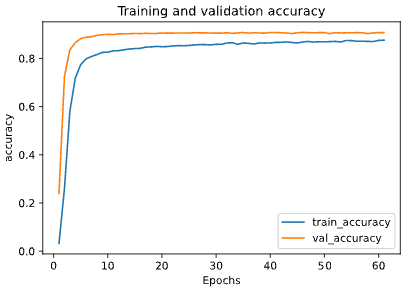 Training and validation accuracy
accuracy
0.8
0.6
0.4
0.2
0.0
0 10 20 30 40 50 60
Epochs
train_accuracy
val_accuracy